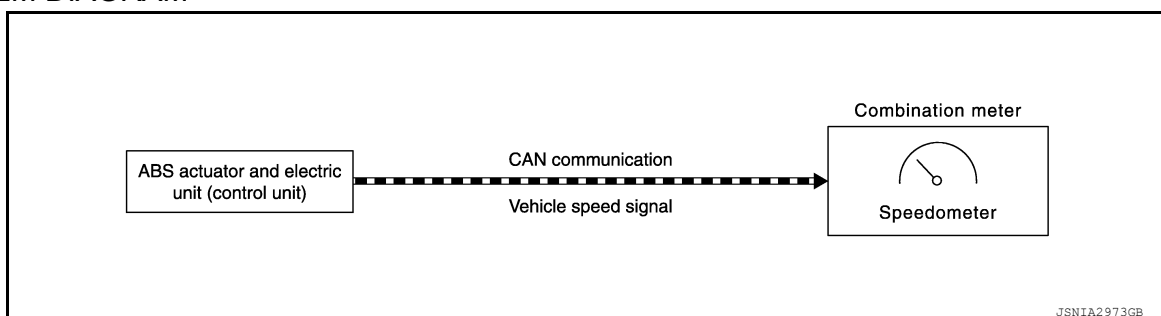 ABS actuator and electric
unit (control unit)
CAN communication
Vehicle speed signal
Combination meter
Speedometer
JSNIA2973GB